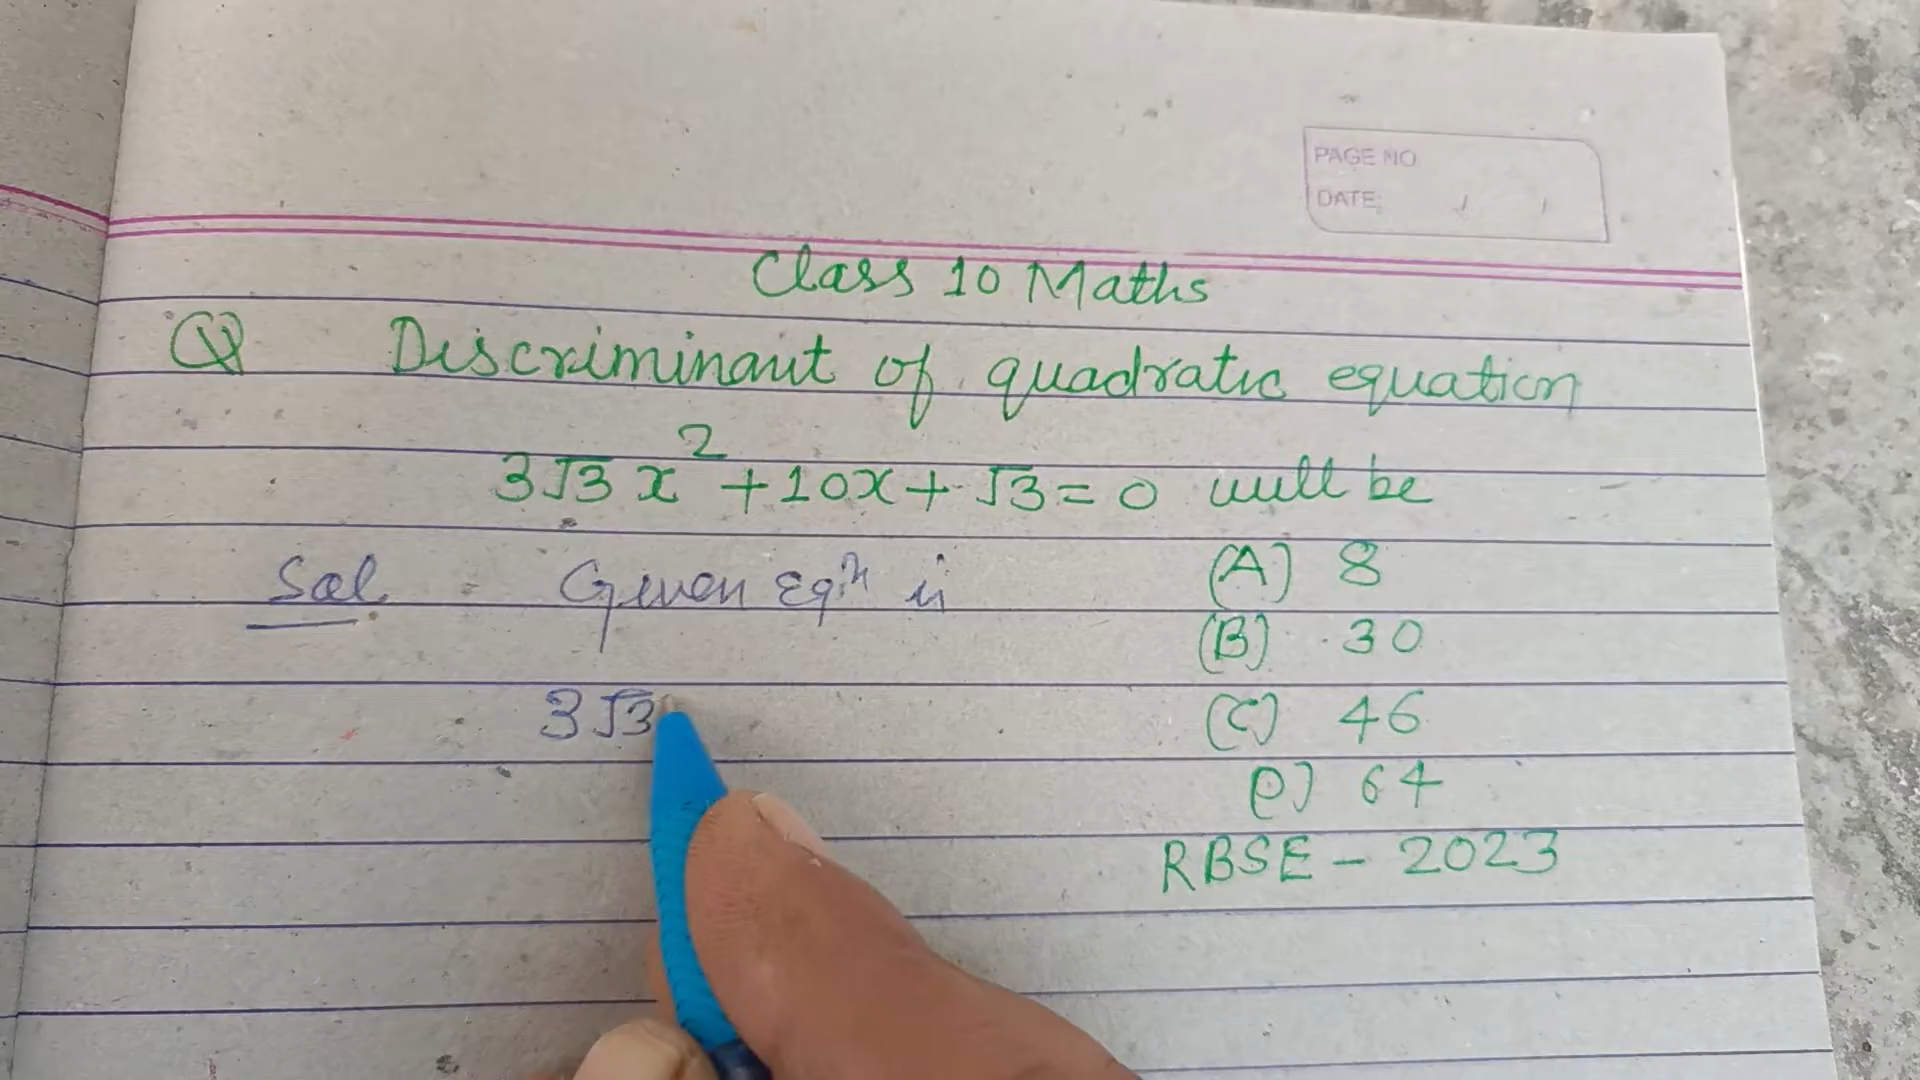 PAGE NO
DATE: / /
Class 10 Maths
Q Discriminant of quadratic equation
3√3 x² + 10x + √3 = 0 will be
Sol Given Eqⁿ is
(A) 8
(B) 30
3√3
(C) 46
D) 64
RBSE - 2023